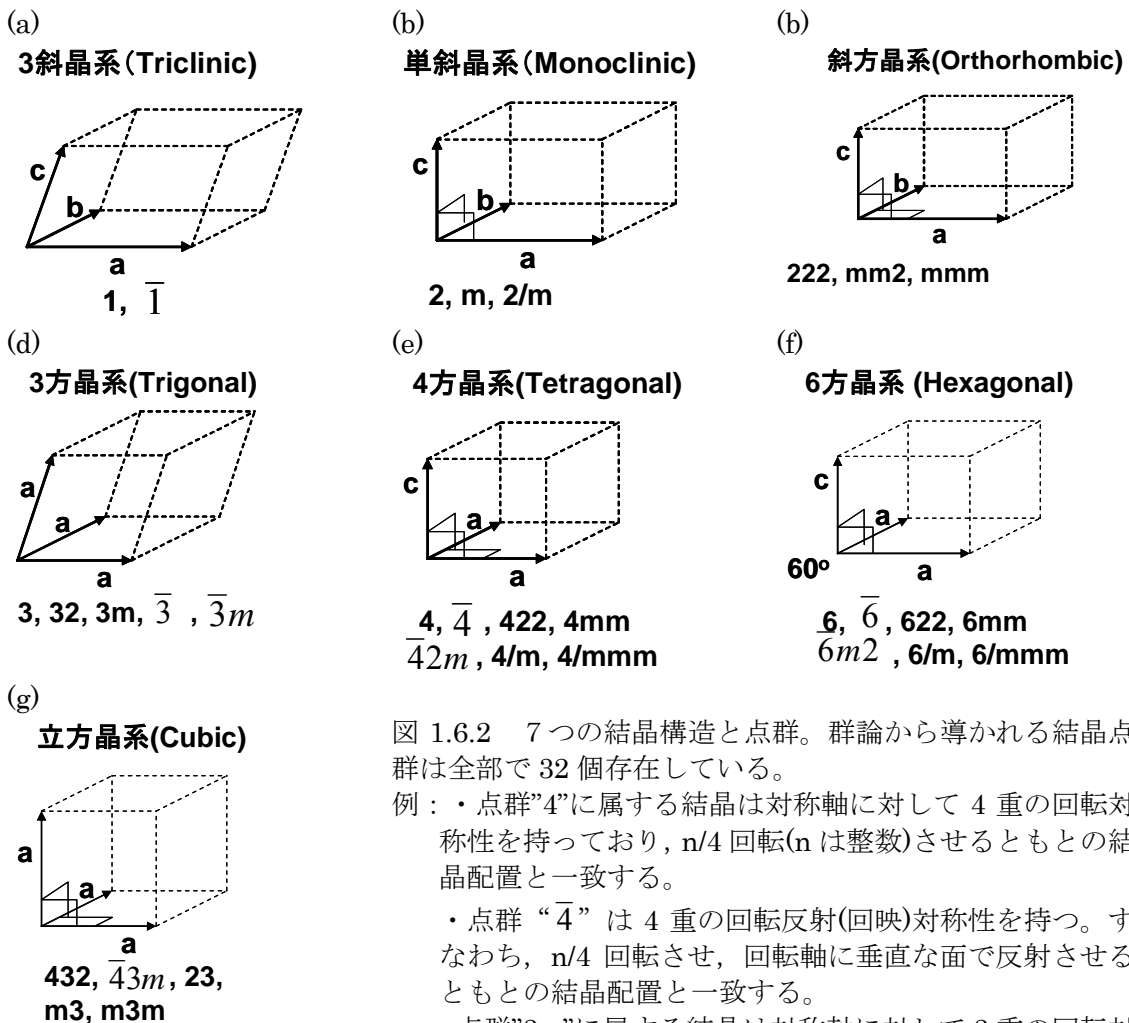 (a)
3斜晶系(Triclinic)
c
b
a
1, 1̅
(b)
単斜晶系(Monoclinic)
c
b
a
2, m, 2/m
(b)
斜方晶系(Orthorhombic)
c
b
a
222, mm2, mmm
(d)
3方晶系(Trigonal)
a
a
a
3, 32, 3m, 3̅ , 3̅m
(e)
4方晶系(Tetragonal)
c
a
a
4, 4̅ , 422, 4mm
4̅2m , 4/m, 4/mmm
(f)
6方晶系 (Hexagonal)
c
a
60°
a
6, 6̅ , 622, 6mm
6̅m2 , 6/m, 6/mmm
(g)
立方晶系(Cubic)
a
a
a
432, 4̅3m , 23,
m3, m3m
図 1.6.2 7つの結晶構造と点群。群論から導かれる結晶点
群は全部で 32 個存在している。
例：・点群"4"に属する結晶は対称軸に対して 4 重の回転対
称性を持っており, n/4 回転(n は整数)させるともとの結
晶配置と一致する。
・点群 “4̅” は 4 重の回転反射(回映)対称性を持つ。す
なわち，n/4 回転させ，回転軸に垂直な面で反射させる
ともとの結晶配置と一致する。